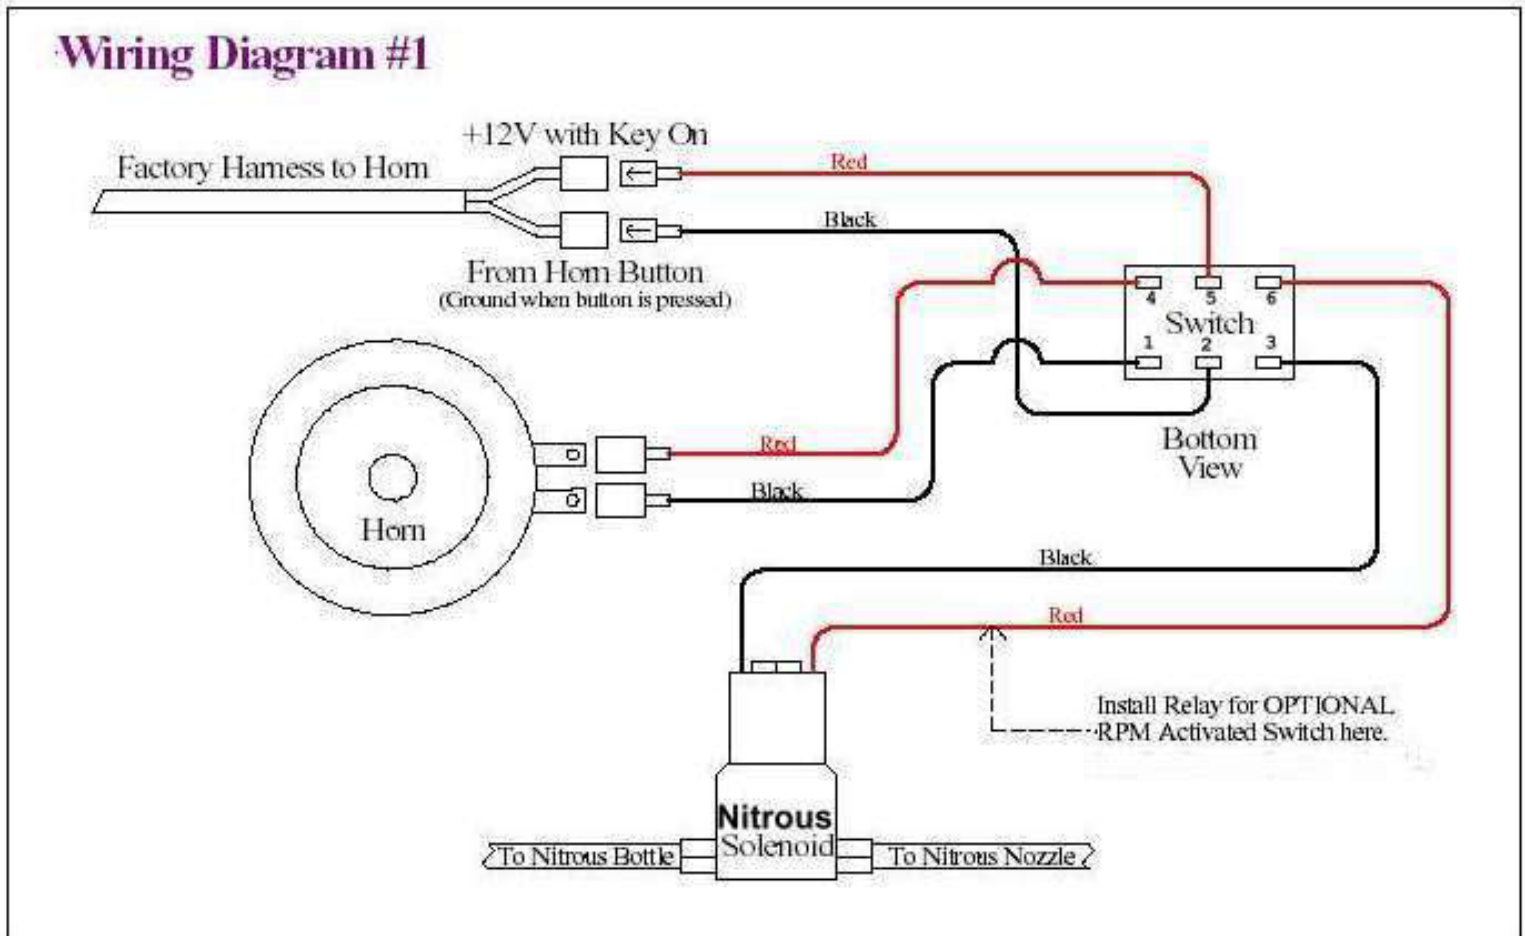 Wiring Diagram #1
+12V with Key On
Factory Harness to Horn
Red
Black
From Horn Button
(Ground when button is pressed)
4 5 6
Switch
1 2 3
Bottom
View
Red
Black
Horn
Black
Red
Install Relay for OPTIONAL
RPM Activated Switch here.
Nitrous
Solenoid
To Nitrous Bottle
To Nitrous Nozzle